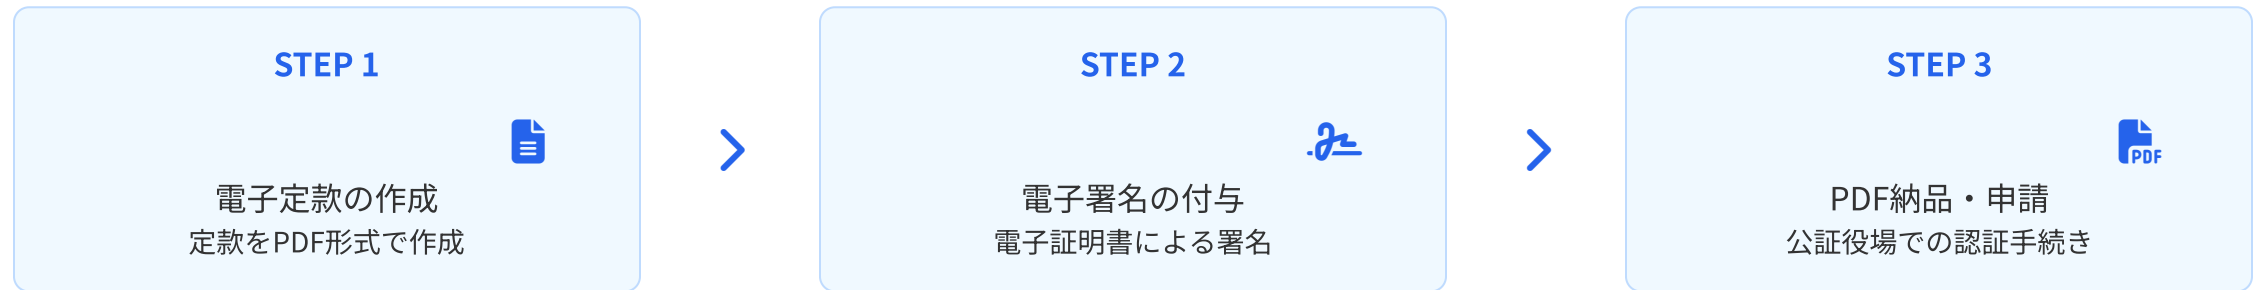 STEP 1
電子定款の作成
定款をPDF形式で作成
STEP 2
電子署名の付与
電子証明書による署名
STEP 3
PDF
PDF納品・申請
公証役場での認証手続き